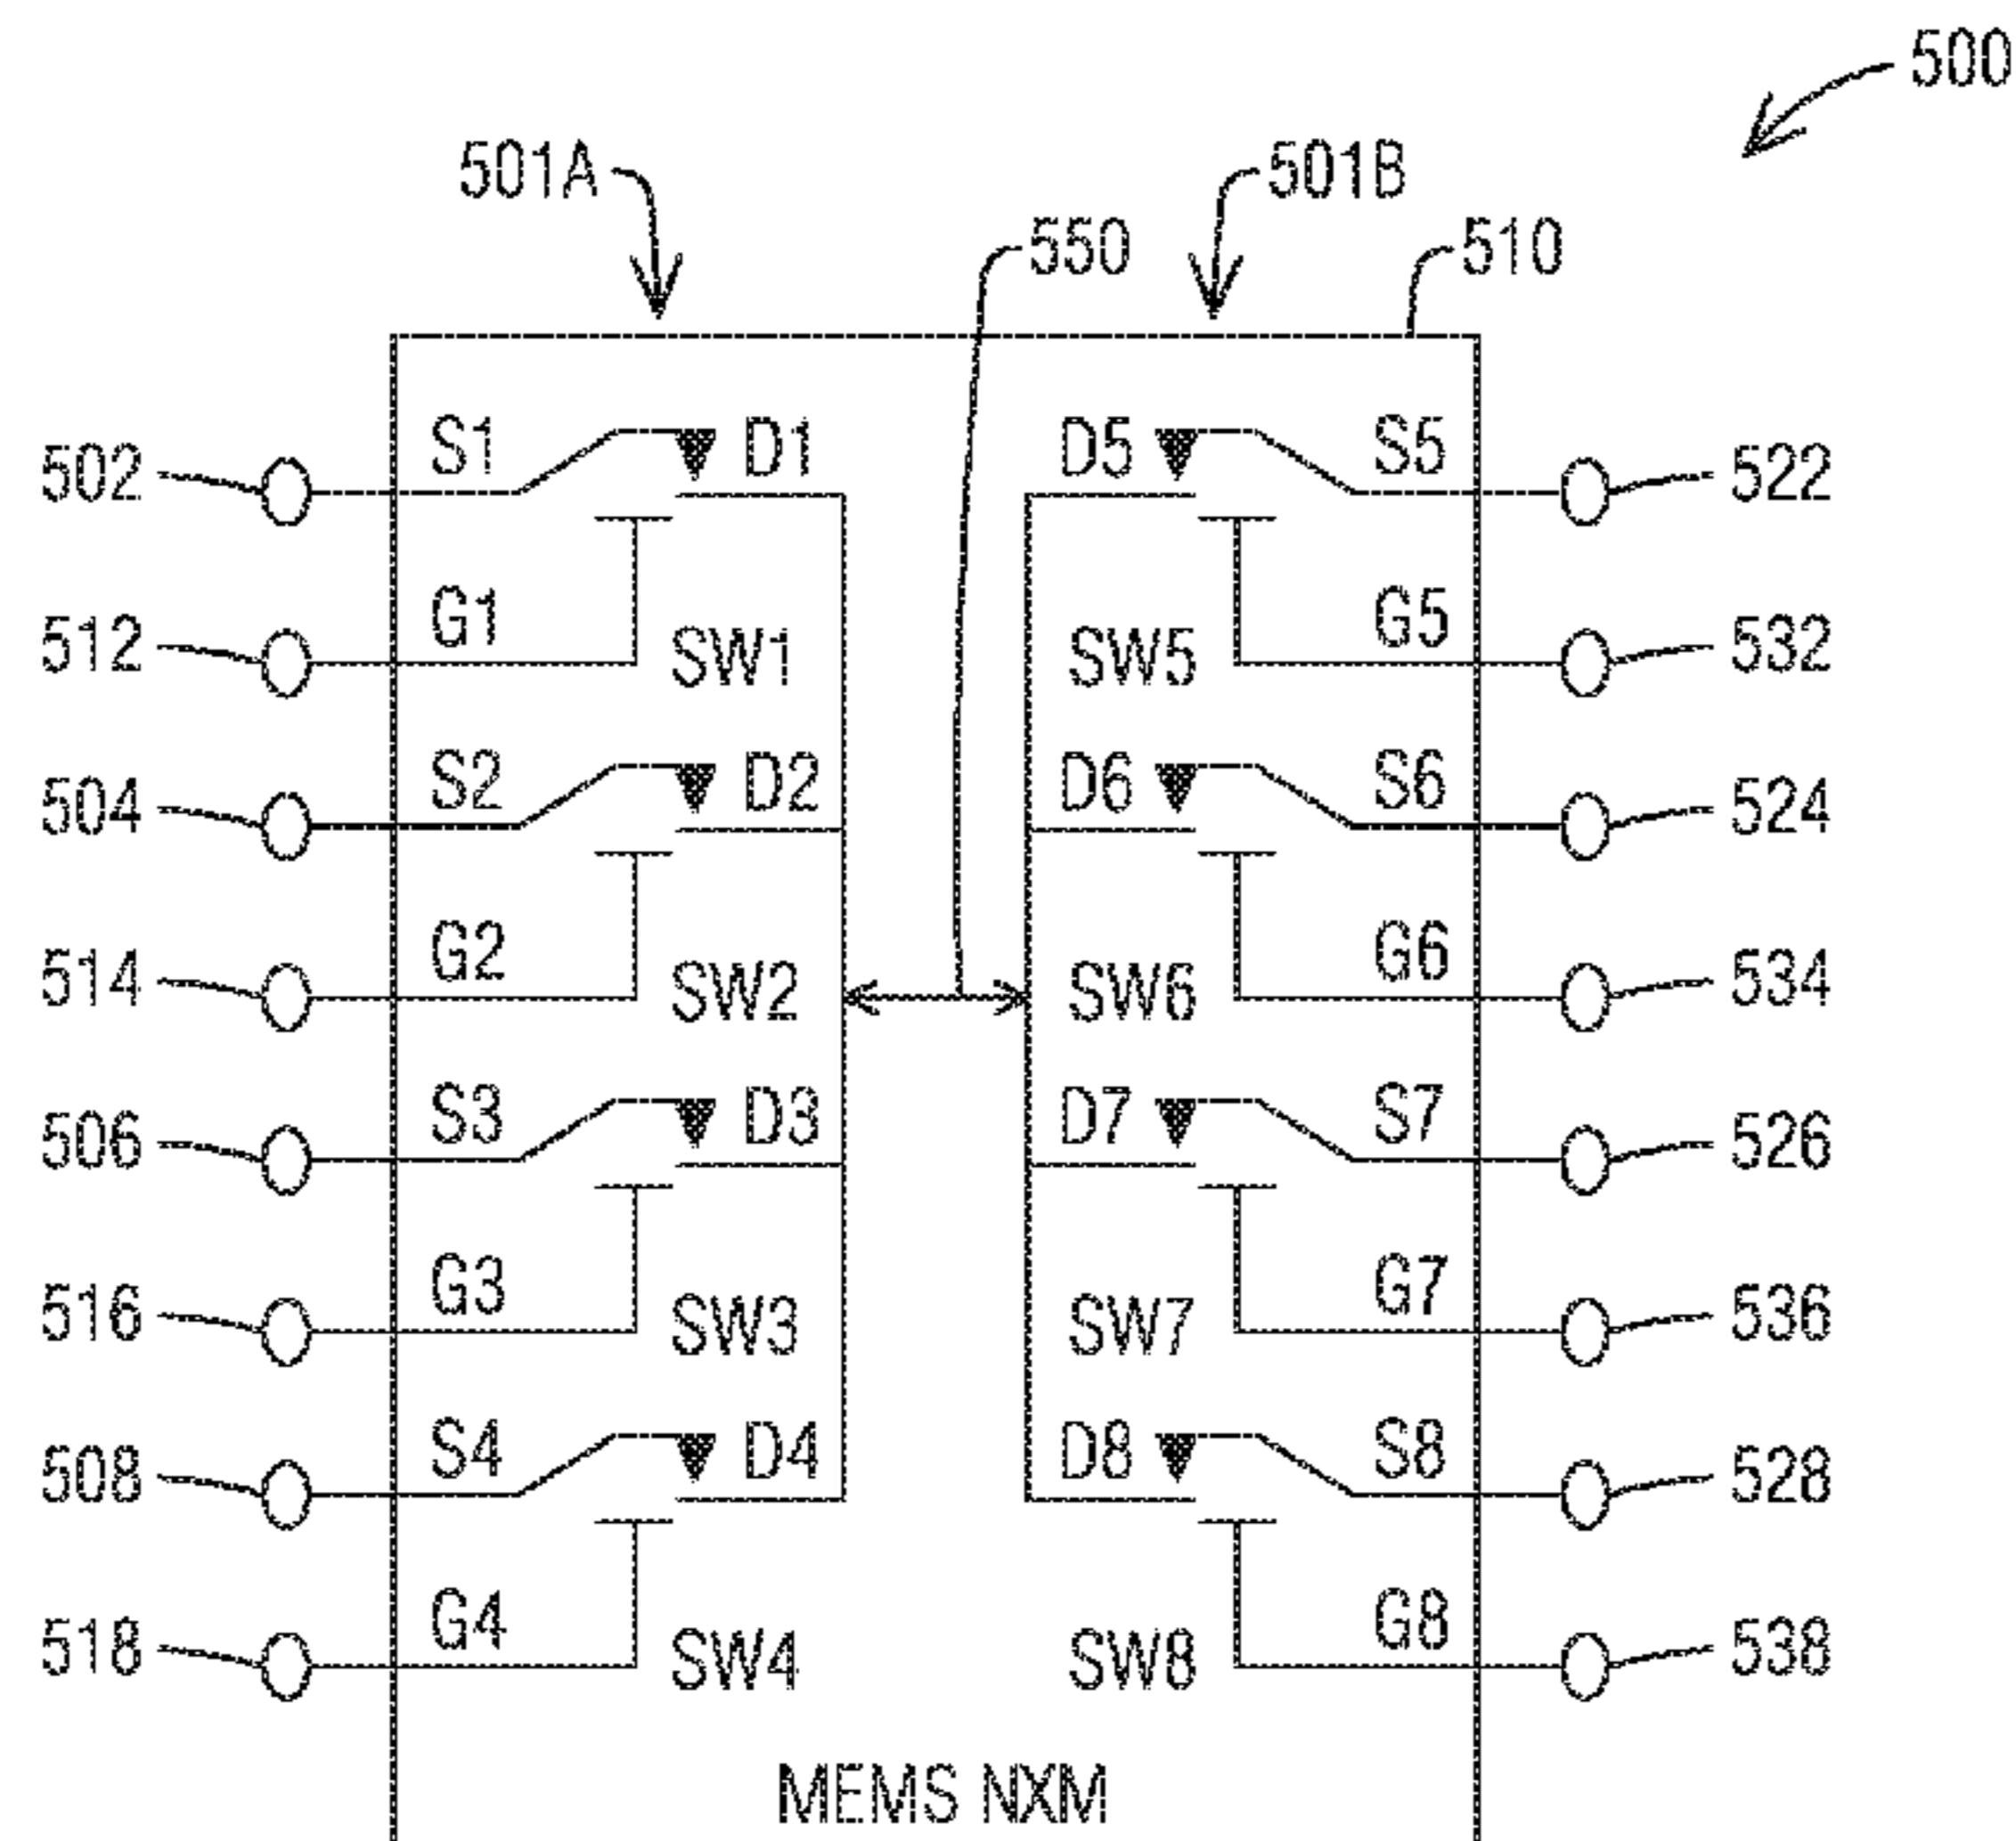 500
501A 501B
550 510
S1 D1 D5 S5
502 522
G1 G5
512 SW1 SW5 532
S2 D2 D6 S6
504 524
G2 G6
514 SW2 SW6 534
S3 D3 D7 S7
506 526
G3 G7
516 SW3 SW7 536
S4 D4 D8 S8
508 528
G4 G8
518 SW4 SW8 538
MEMS NXM